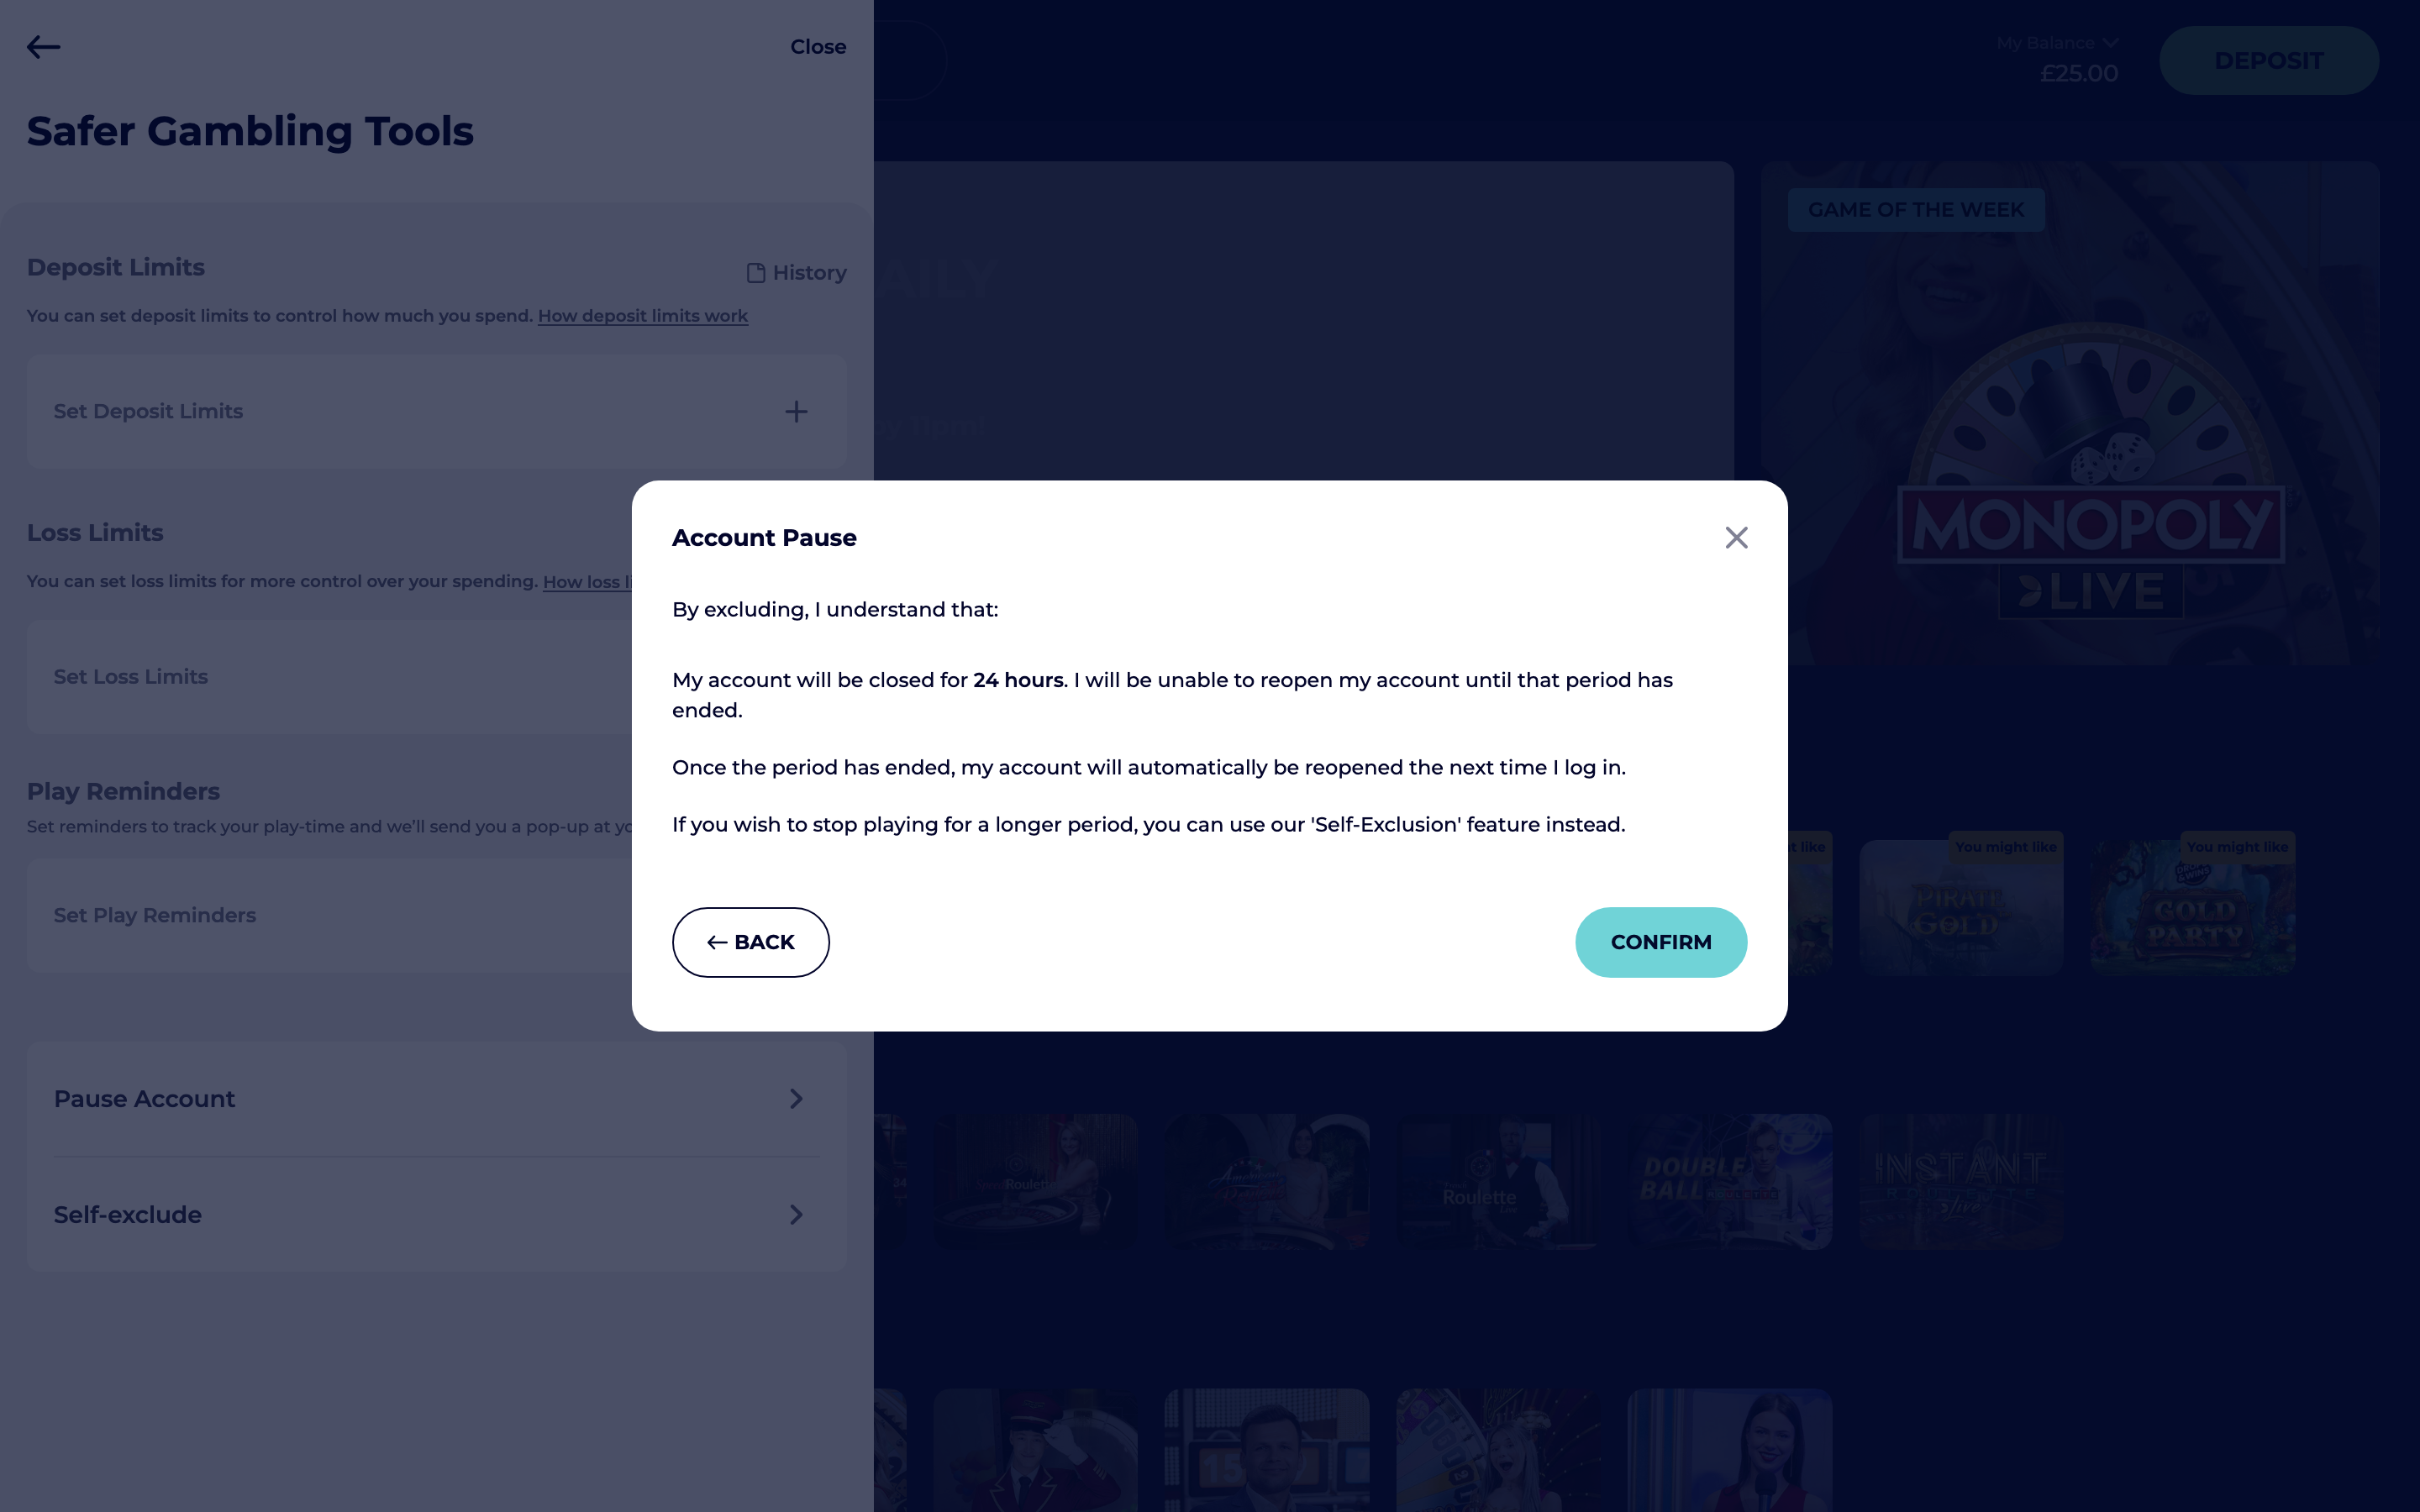 Close
Safer Gambling Tools
Deposit Limits
History
You can set deposit limits to control how much you spend. How deposit limits work
Set Deposit Limits
Loss Limits
You can set loss limits for more control over your spending. How loss
Set Loss Limits
Play Reminders
Set reminders to track your play-time and we'll send you a pop-up at
Set Play Reminders
Pause Account
Self-exclude
My Balance
£25.00
DEPOSIT
GAME OF THE WEEK
MONOPOLY
LIVE
Account Pause
By excluding, I understand that:
My account will be closed for 24 hours. I will be unable to reopen my account until that period has
ended.
Once the period has ended, my account will automatically be reopened the next time I log in.
If you wish to stop playing for a longer period, you can use our 'Self-Exclusion' feature instead.
BACK
CONFIRM
like
You might like
You might like
PIRATE
GOLD
GOLD
PARTY
Roulette
Roulette
Live
DOUBLE
BALL
INSTANT